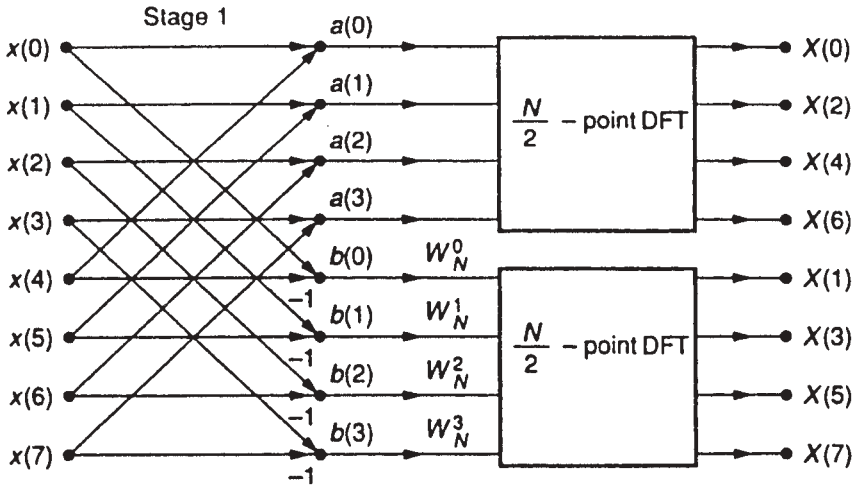 Stage 1
x(0) a(0) X(0)
x(1) a(1) X(2)
N/2 – point DFT
x(2) a(2) X(4)
x(3) a(3) X(6)
x(4) –1 b(0) W_N^0 X(1)
x(5) –1 b(1) W_N^1 X(3)
N/2 – point DFT
x(6) –1 b(2) W_N^2 X(5)
x(7) –1 b(3) W_N^3 X(7)